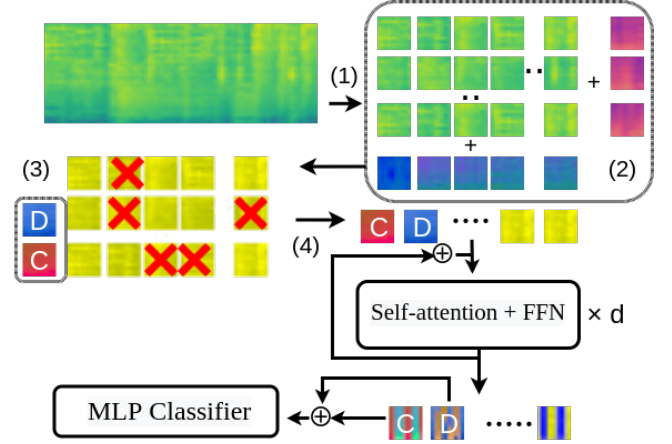 (1)
+
+
(2)
(3)
D
C
(4)
C D ....
Self-attention + FFN × d
MLP Classifier
C D .....